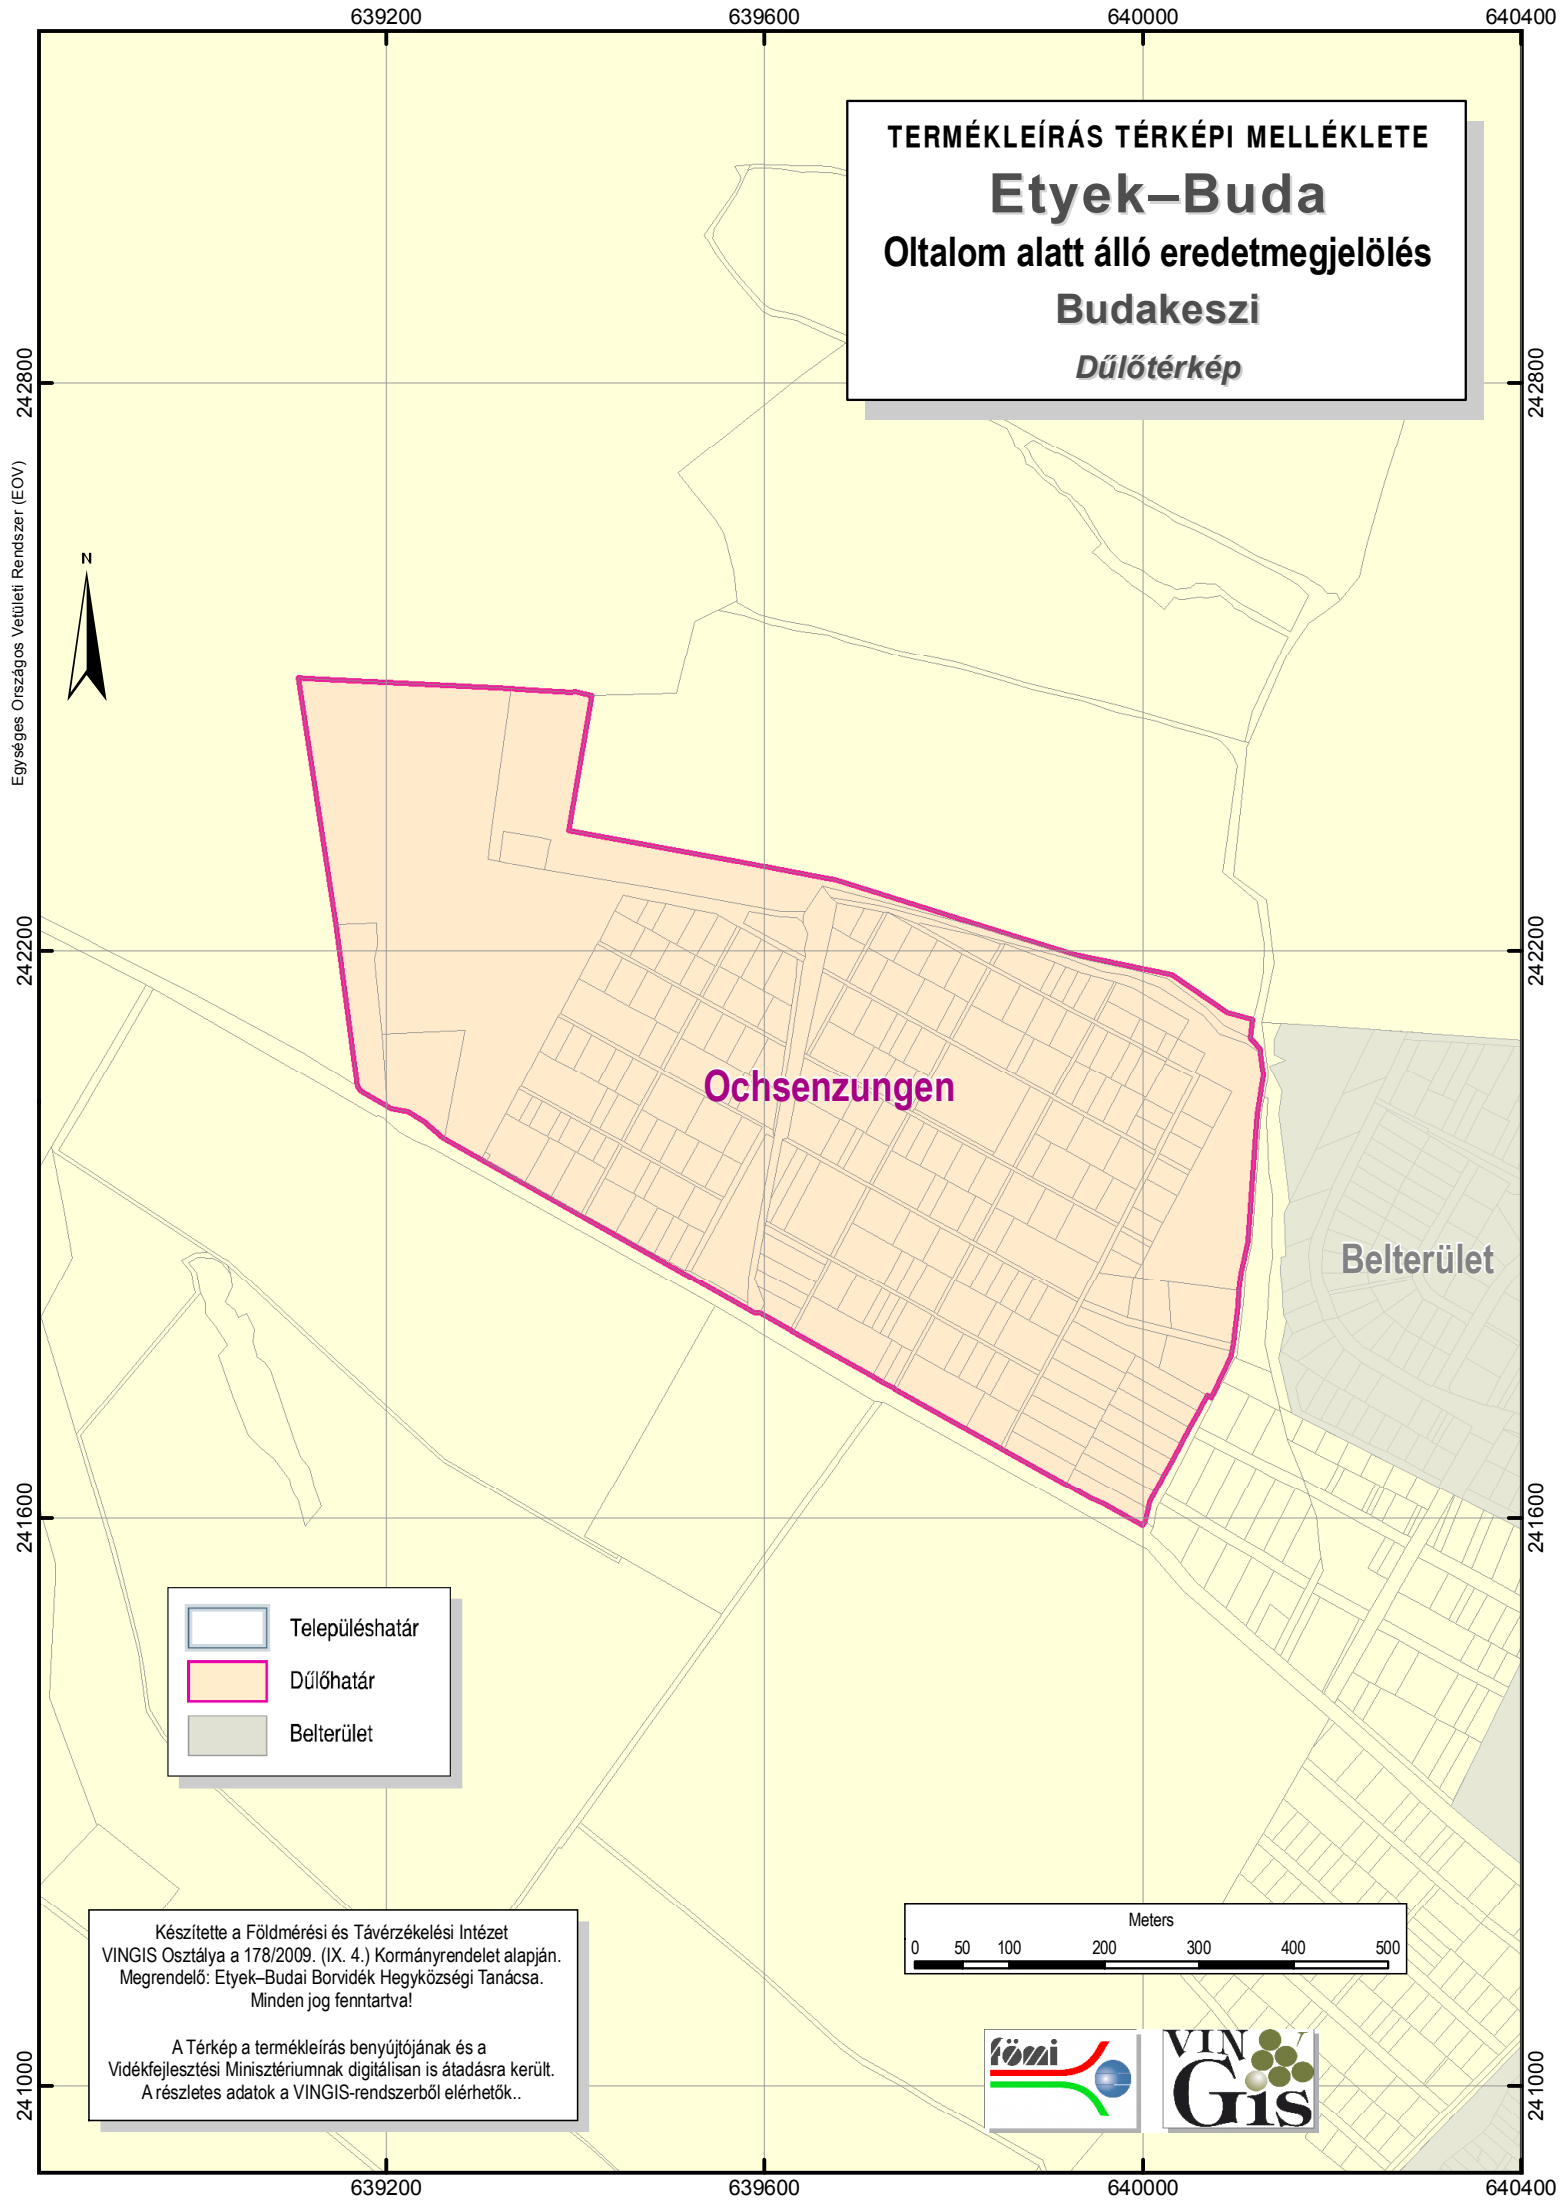 639200
639600
640000
640400
TERMÉKLEÍRÁS TÉRKÉPI MELLÉKLETE
Etyek–Buda
Oltalom alatt álló eredetmegjelölés
Budakeszi
Dűlőtérkép
242800
242800
Egységes Országos Vetületi Rendszer (EOV)
N
242200
242200
Ochsenzungen
Belterület
241600
241600
Településhatár
Dűlőhatár
Belterület
Készítette a Földmérési és Távérzékelési Intézet
VINGIS Osztálya a 178/2009. (IX. 4.) Kormányrendelet alapján.
Megrendelő: Etyek–Budai Borvidék Hegyközségi Tanácsa.
Minden jog fenntartva!
A Térkép a termékleírás benyújtójának és a
Vidékfejlesztési Minisztériumnak digitálisan is átadásra került.
A részletes adatok a VINGIS-rendszerből elérhetők..
Meters
0 50 100 200 300 400 500
fömi
VIN
Gis
241000
241000
639200
639600
640000
640400